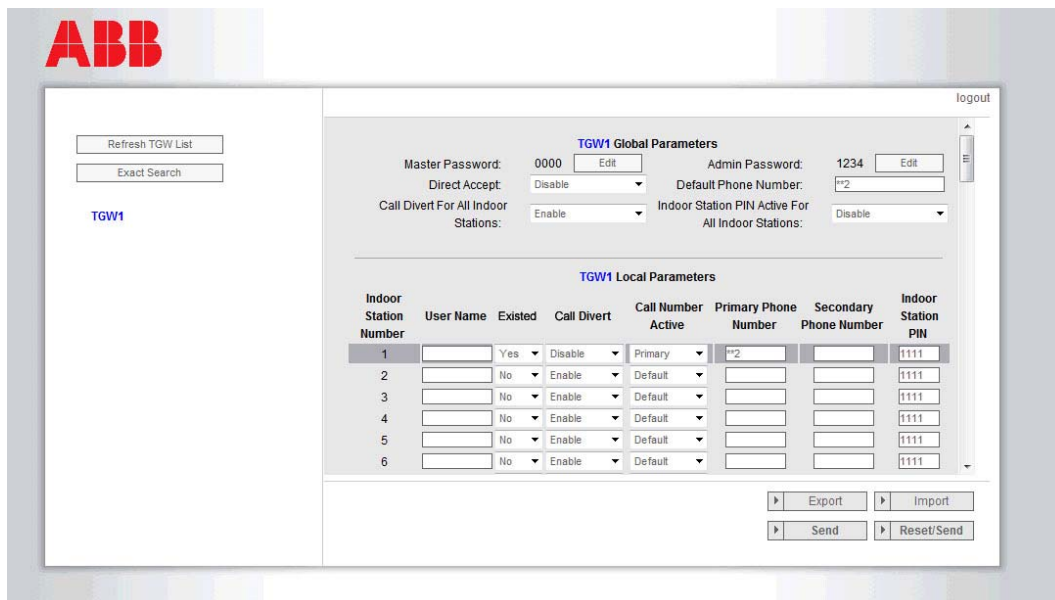 ABB
logout
Refresh TGW List
Exact Search
TGW1
TGW1 Global Parameters
Master Password: 0000 Edit Admin Password: 1234 Edit
Direct Accept: Disable Default Phone Number: **2
Call Divert For All Indoor Stations: Enable Indoor Station PIN Active For All Indoor Stations: Disable
TGW1 Local Parameters
Indoor Station Number User Name Existed Call Divert Call Number Active Primary Phone Number Secondary Phone Number Indoor Station PIN
1 Yes Disable Primary **2 1111
2 No Enable Default 1111
3 No Enable Default 1111
4 No Enable Default 1111
5 No Enable Default 1111
6 No Enable Default 1111
Export Import
Send Reset/Send